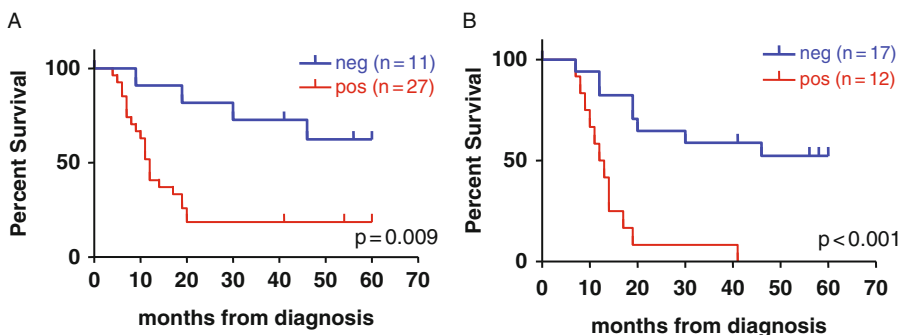 A
Percent Survival
100
50
0
neg (n=11)
pos (n=27)
p=0.009
0 10 20 30 40 50 60 70
months from diagnosis
B
Percent Survival
100
50
0
neg (n=17)
pos (n=12)
p<0.001
0 10 20 30 40 50 60 70
months from diagnosis